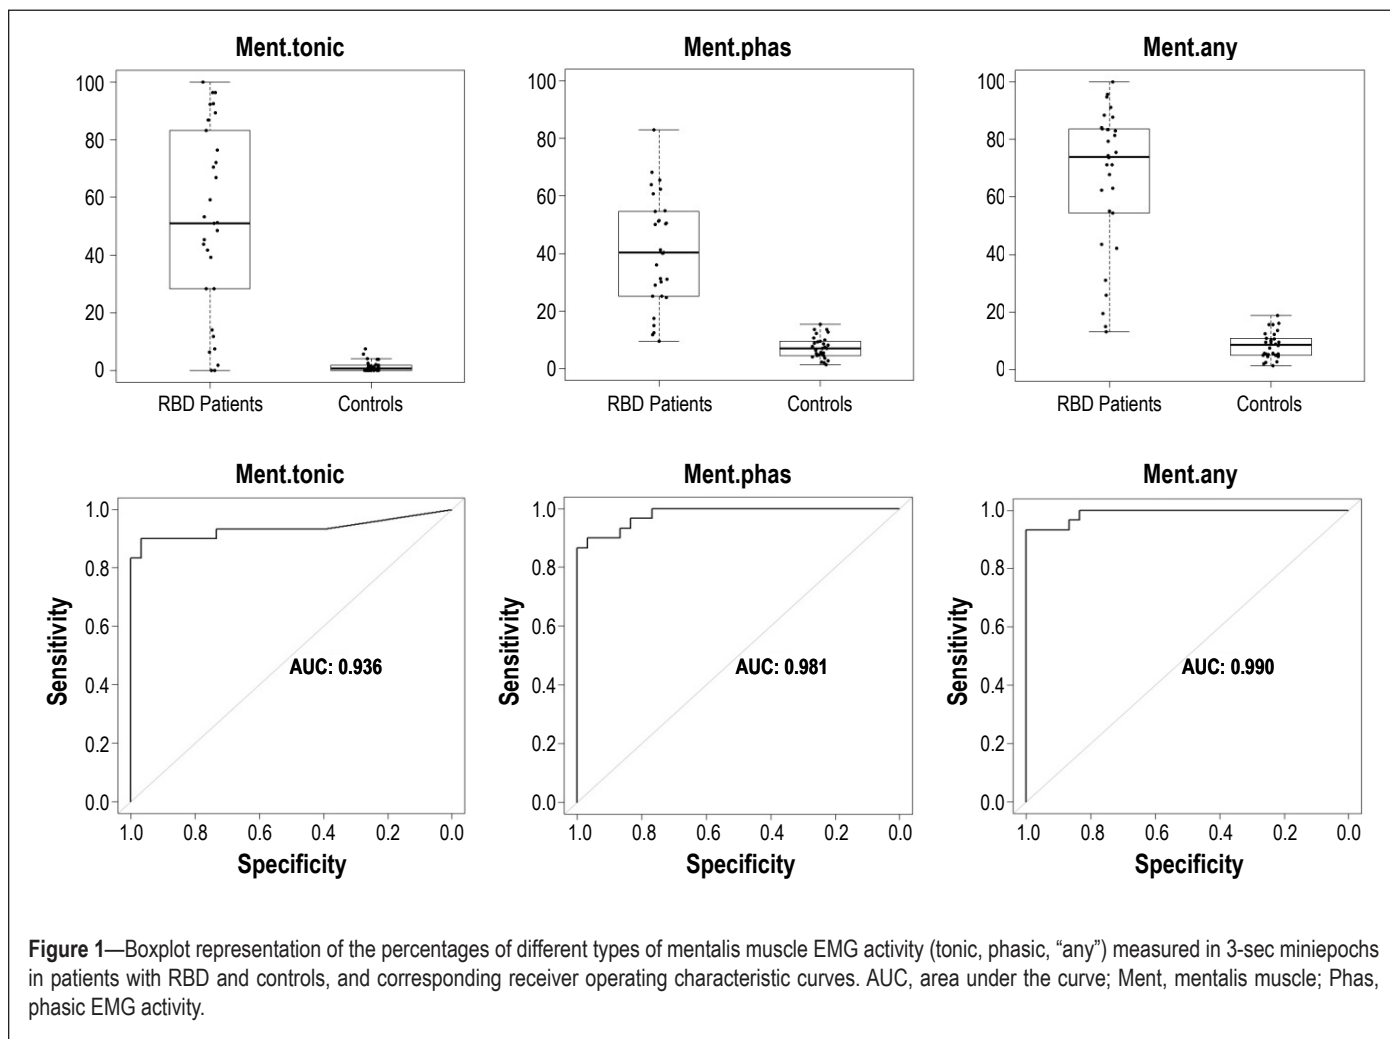 Ment.tonic
Ment.phas
Ment.any
100
80
60
40
20
0
RBD Patients
Controls
100
80
60
40
20
0
RBD Patients
Controls
100
80
60
40
20
0
RBD Patients
Controls
Ment.tonic
Ment.phas
Ment.any
Sensitivity
1.0
0.8
0.6
0.4
0.2
0.0
AUC: 0.936
1.0 0.8 0.6 0.4 0.2 0.0
Specificity
Sensitivity
1.0
0.8
0.6
0.4
0.2
0.0
AUC: 0.981
1.0 0.8 0.6 0.4 0.2 0.0
Specificity
Sensitivity
1.0
0.8
0.6
0.4
0.2
0.0
AUC: 0.990
1.0 0.8 0.6 0.4 0.2 0.0
Specificity
Figure 1—Boxplot representation of the percentages of different types of mentalis muscle EMG activity (tonic, phasic, “any”) measured in 3-sec miniepochs
in patients with RBD and controls, and corresponding receiver operating characteristic curves. AUC, area under the curve; Ment, mentalis muscle; Phas,
phasic EMG activity.